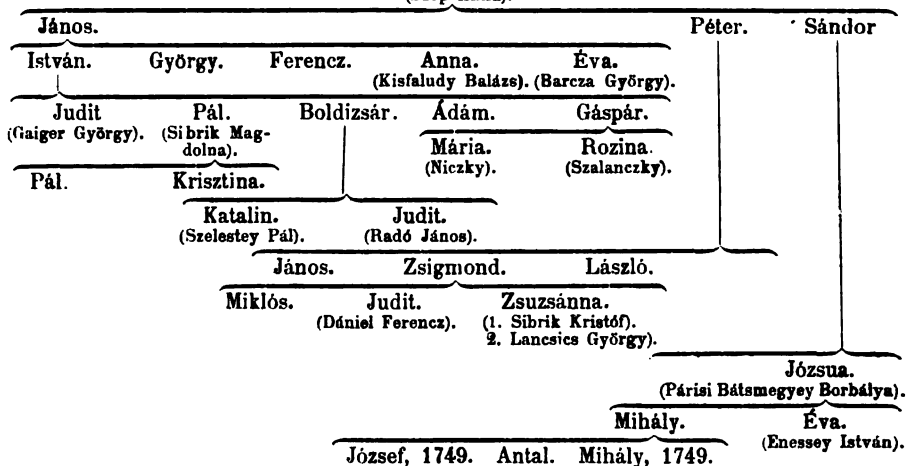 János. Péter. Sándor
István. György. Ferencz. Anna. Éva.
(Kisfaludy Balázs). (Barcza György).
Judit Pál. Boldizsár. Ádám. Gáspár.
(Gaiger György). (Sibrik Mag-
dolna). Mária. Rozina.
(Niczky). (Szalanczky).
Pál. Krisztina.
Katalin. Judit.
(Szelestey Pál). (Radó János).
János. Zsigmond. László.
Miklós. Judit. Zsuzsánna.
(Dániel Ferencz). (1. Sibrik Kristóf).
2. Lancsics György).
Józsua.
(Párisi Bátsmegyey Borbálya).
Mihály. Éva.
(Enessey István).
József, 1749. Antal. Mihály, 1749.